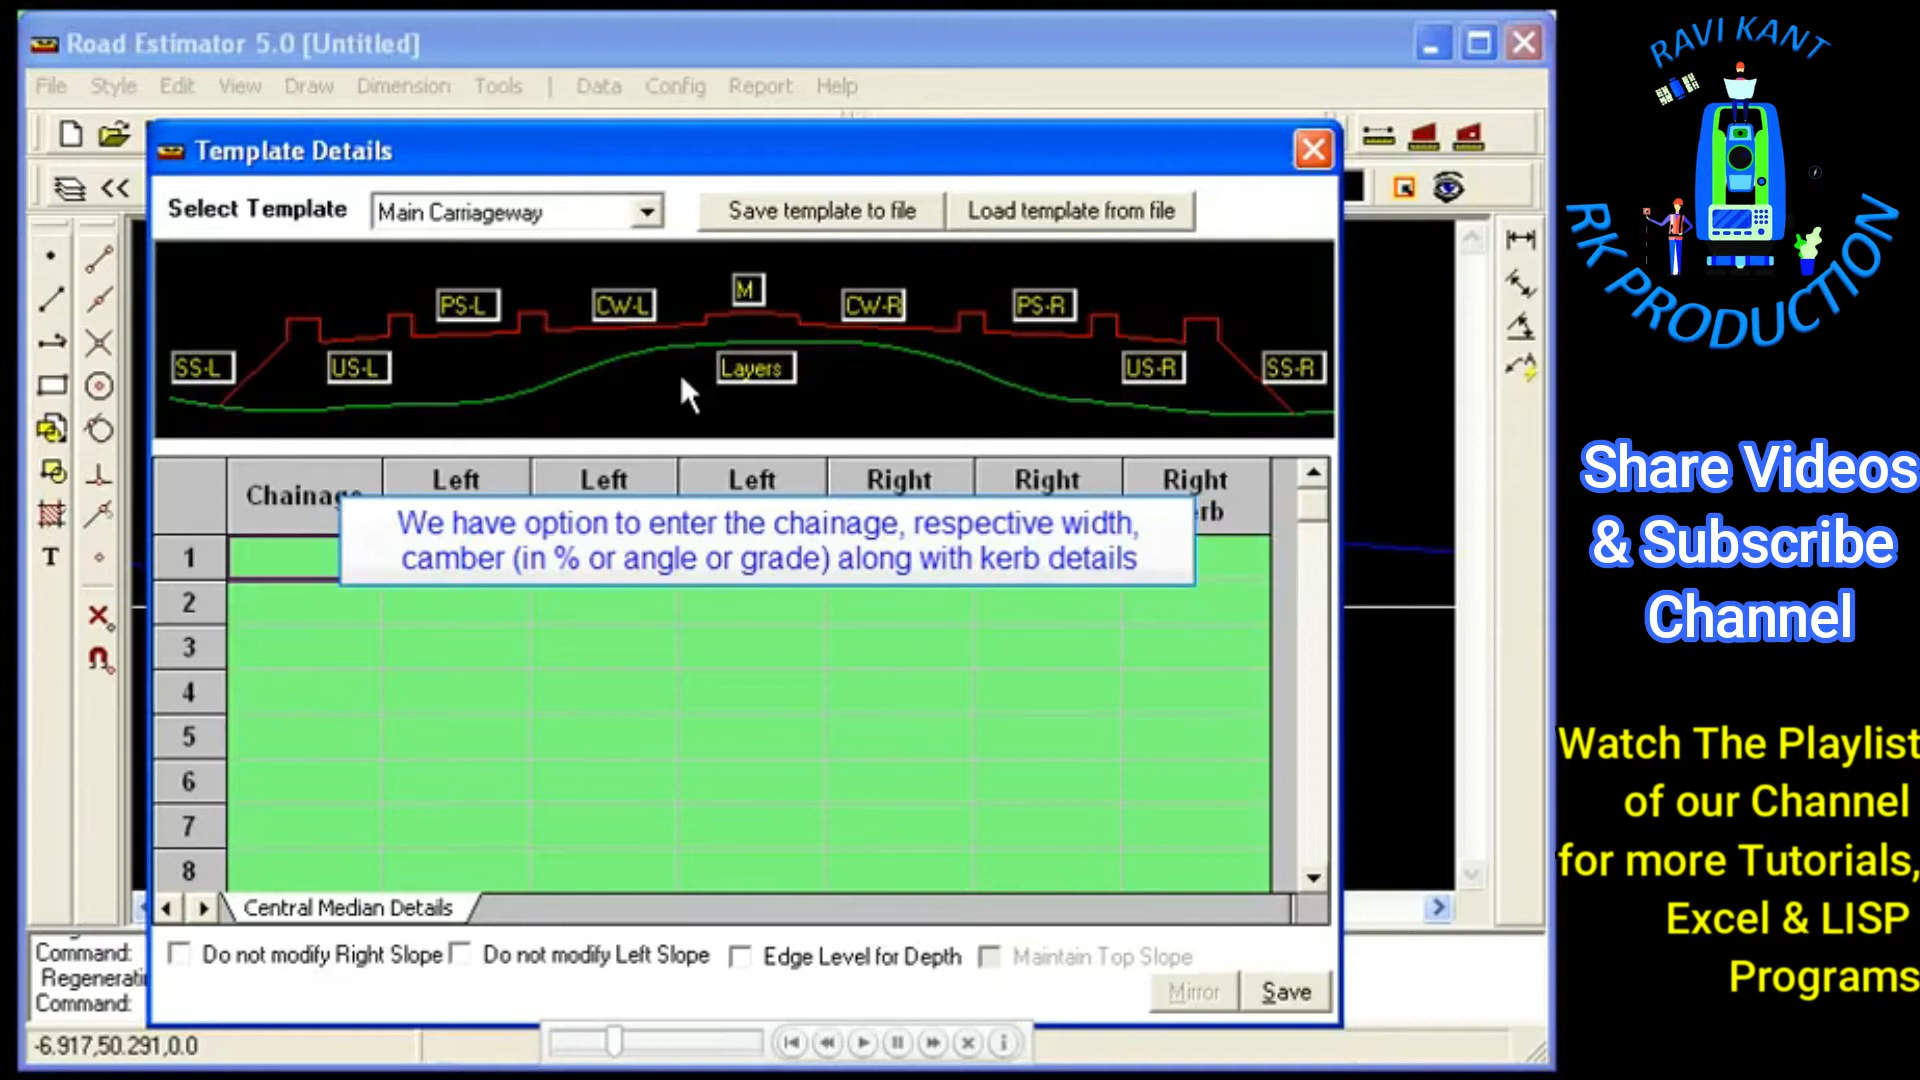 Road Estimator 5.0 [Untitled]
File Style Edit View Draw Dimension Tools | Data Config Report Help
Template Details
Select Template Main Carriageway Save template to file Load template from file
M
PS-L CW-L CW-R PS-R
SS-L US-L Layers US-R SS-R
Left Left Left Right Right Right
We have option to enter the chainage, respective width,
camber (in % or angle or grade) along with kerb details
1
2
3
4
5
6
7
8
T
Central Median Details
Do not modify Right Slope Do not modify Left Slope Edge Level for Depth Maintain Top Slope
Mirror Save
Command:
Command:
-6.917,50.291,0.0
RAVI KANT
RK PRODUCTION
Share Videos
& Subscribe
Channel
Watch The Playlist
of our Channel
for more Tutorials,
Excel & LISP
Programs